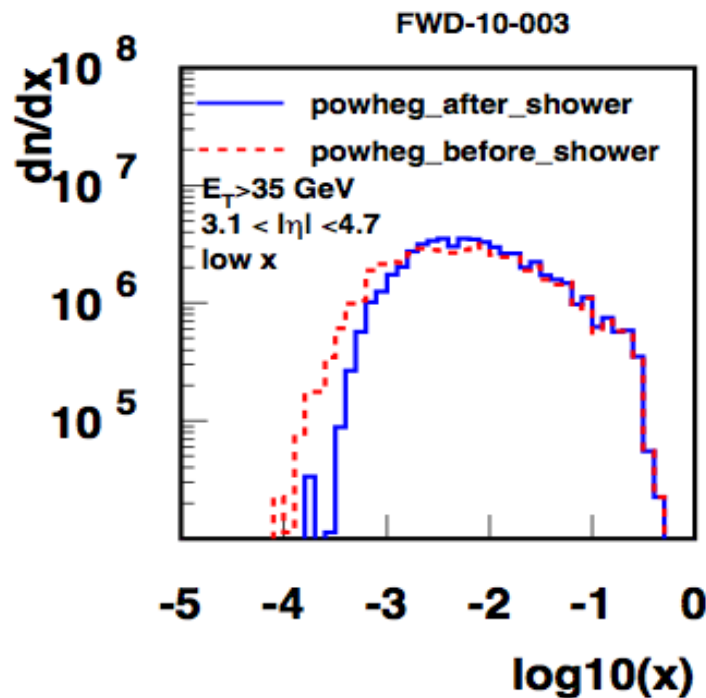 FWD-10-003
dn/dx
10^8
10^7
10^6
10^5
powheg_after_shower
powheg_before_shower
E_T>35 GeV
3.1 < |η| <4.7
low x
-5 -4 -3 -2 -1 0
log10(x)